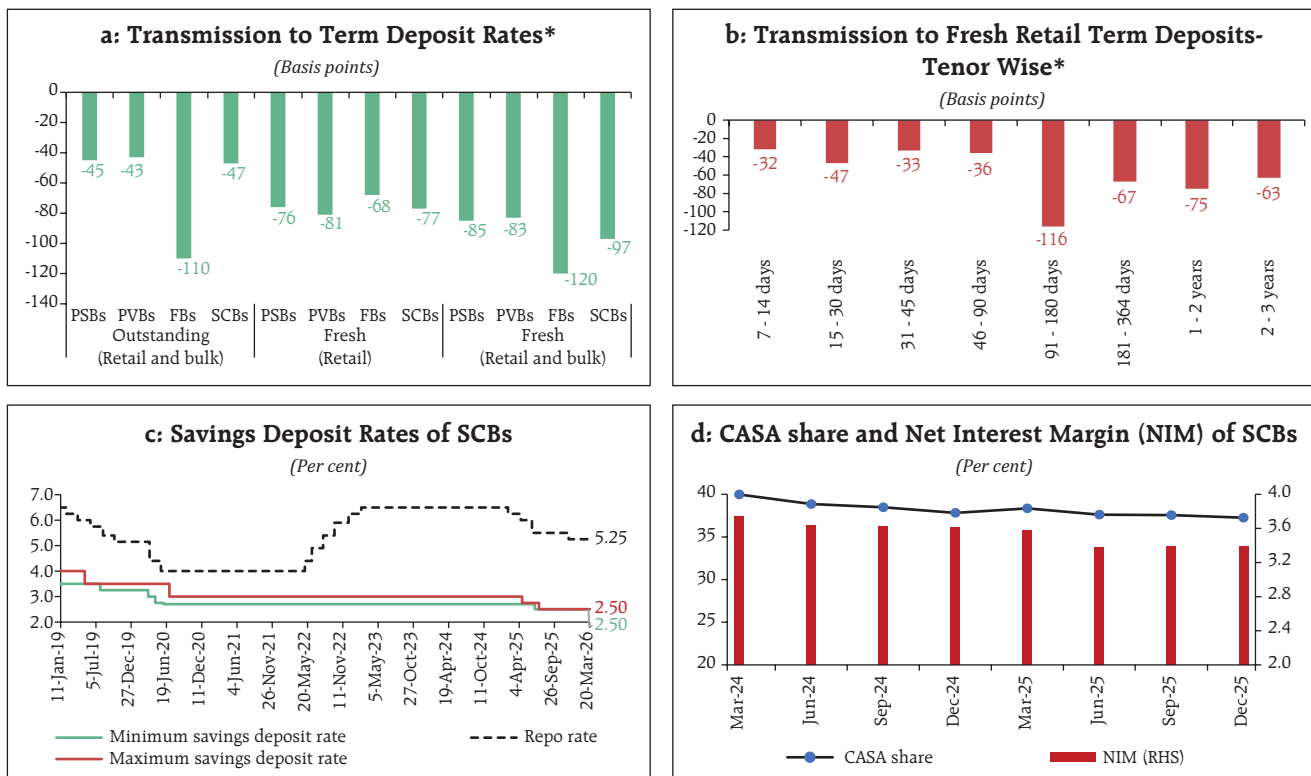 a: Transmission to Term Deposit Rates*
(Basis points)
0
-20
-40
-60
-80
-100
-120
-140
-45
-43
-110
-47
-76
-81
-68
-77
-85
-83
-120
-97
PSBs PVBs FBs SCBs PSBs PVBs FBs SCBs PSBs PVBs FBs SCBs
Outstanding Fresh Fresh
(Retail and bulk) (Retail) (Retail and bulk)
b: Transmission to Fresh Retail Term Deposits-
Tenor Wise*
(Basis points)
0
-20
-40
-60
-80
-100
-120
-32
-47
-33
-36
-116
-67
-75
-63
7 - 14 days
15 - 30 days
31 - 45 days
46 - 90 days
91 - 180 days
181 - 364 days
1 - 2 years
2 - 3 years
c: Savings Deposit Rates of SCBs
(Per cent)
7.0
6.0
5.0
4.0
3.0
2.0
5.25
2.50
2.50
11-Jan-19
5-Jul-19
27-Dec-19
19-Jun-20
11-Dec-20
4-Jun-21
26-Nov-21
20-May-22
11-Nov-22
5-May-23
27-Oct-23
19-Apr-24
11-Oct-24
4-Apr-25
26-Sep-25
20-Mar-26
Minimum savings deposit rate
Repo rate
Maximum savings deposit rate
d: CASA share and Net Interest Margin (NIM) of SCBs
(Per cent)
40
35
30
25
20
4.0
3.6
3.2
2.8
2.4
2.0
Mar-24
Jun-24
Sep-24
Dec-24
Mar-25
Jun-25
Sep-25
Dec-25
CASA share
NIM (RHS)